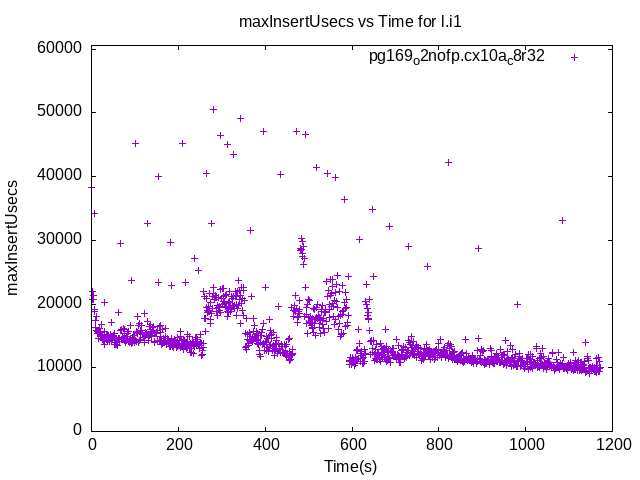 maxInsertUsecs vs Time for l.i1
pg169o2nofp.cx10ac8r32
60000
50000
40000
30000
20000
10000
0
maxInsertUsecs
0 200 400 600 800 1000 1200
Time(s)